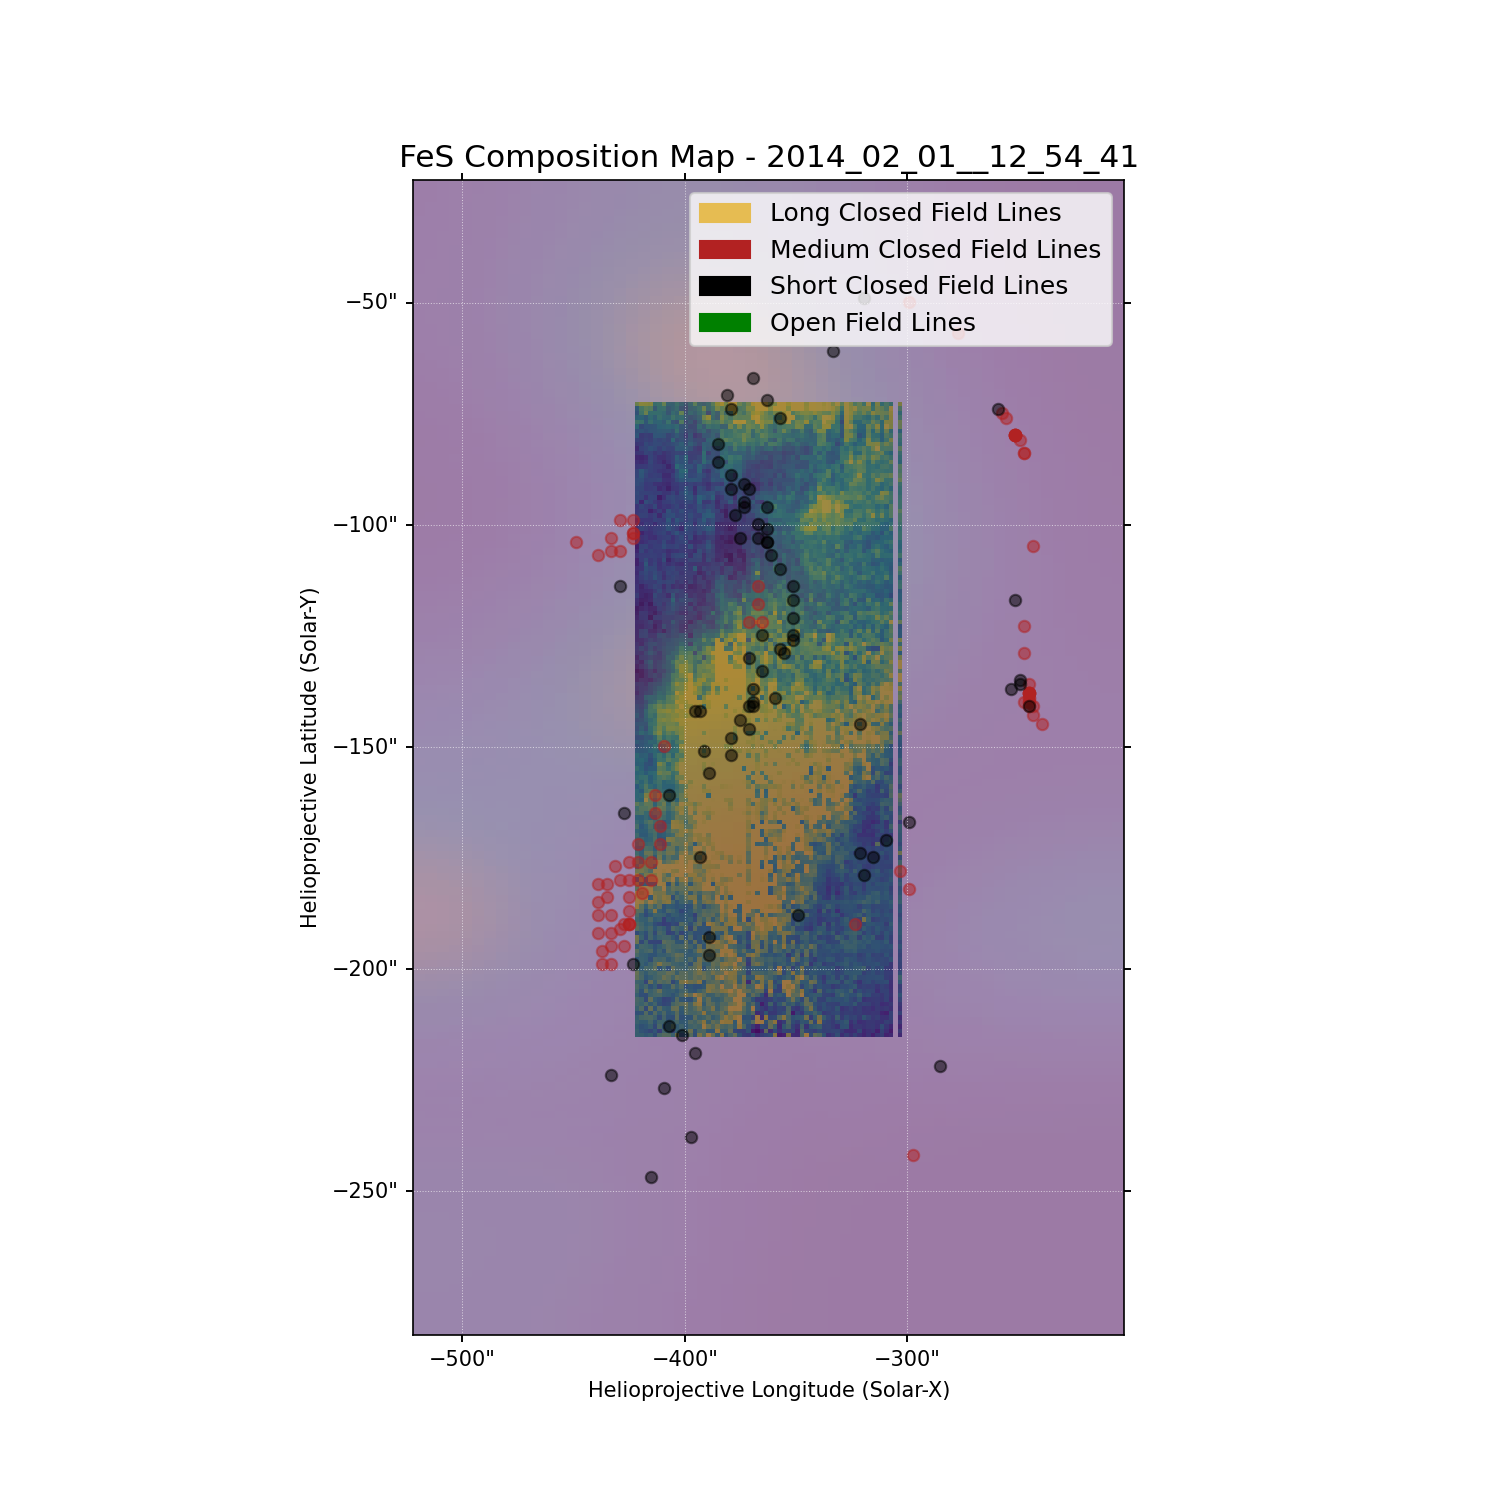 FeS Composition Map - 2014_02_01__12_54_41
Long Closed Field Lines
Medium Closed Field Lines
Short Closed Field Lines
Open Field Lines
−50"
−100"
−150"
−200"
−250"
Helioprojective Latitude (Solar-Y)
−500"
−400"
−300"
Helioprojective Longitude (Solar-X)